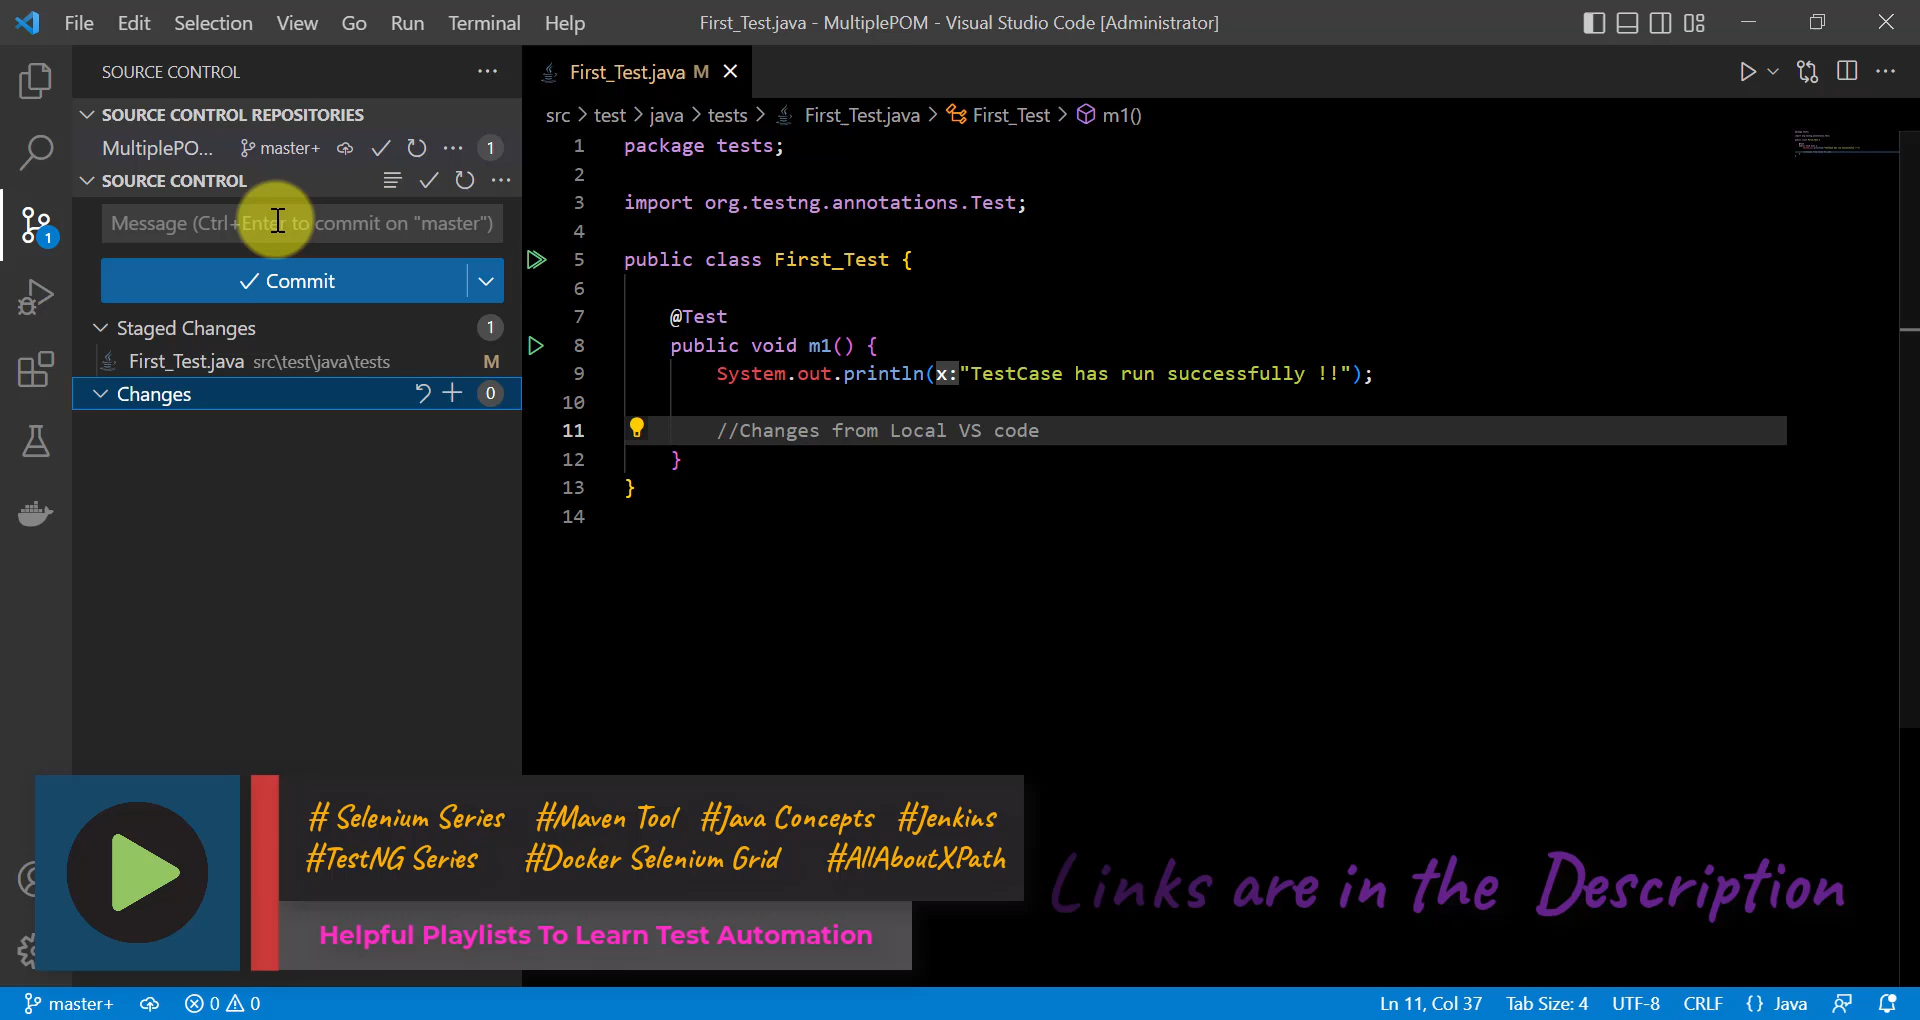 File Edit Selection View Go Run Terminal Help First_Test.java - MultiplePOM - Visual Studio Code [Administrator]
SOURCE CONTROL
SOURCE CONTROL REPOSITORIES
MultiplePO... master+ 1
SOURCE CONTROL
Message (Ctrl+Enter to commit on "master")
1
Commit
Staged Changes 1
First_Test.java src\test\java\tests M
Changes 0
First_Test.java M
src > test > java > tests > First_Test.java > First_Test > m1()
1 package tests;
2
3 import org.testng.annotations.Test;
4
5 public class First_Test {
6
7 @Test
8 public void m1() {
9 System.out.println(x:"TestCase has run successfully !!");
10
11 //Changes from Local VS code
12 }
13 }
14
# Selenium Series #Maven Tool #Java Concepts #Jenkins
#TestNG Series #Docker Selenium Grid #AllAboutXPath
Helpful Playlists To Learn Test Automation
Links are in the Description
master+ 0 0 Ln 11, Col 37 Tab Size: 4 UTF-8 CRLF {} Java